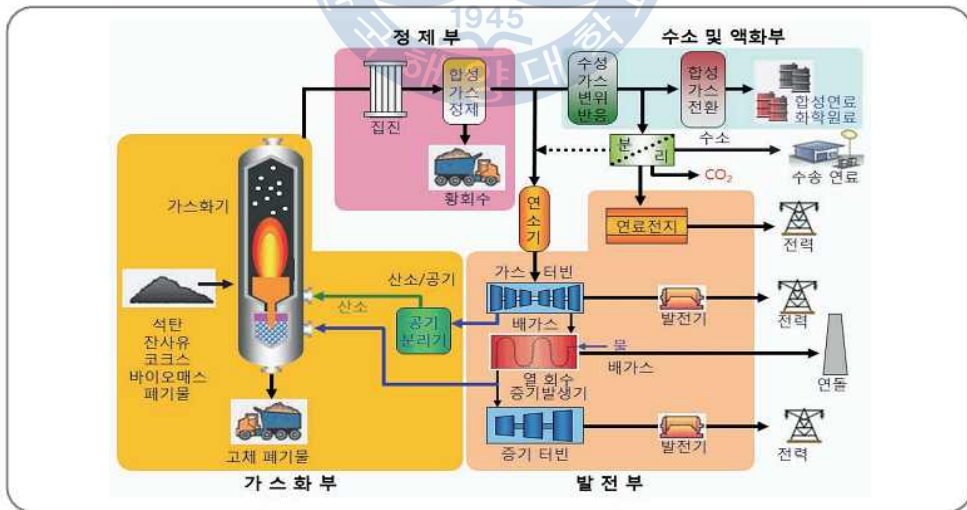 1945
해양대학
정 제 부
수소 및 액화부
집진
합성
가스
정제
황회수
수성
가스
변위
반응
합성
가스
전환
합성연료
화학원료
분
리
수소
CO₂
수송 연료
연료전지
전력
연
소
기
가스화기
석탄
잔사유
코크스
바이오매스
폐기물
산소/공기
산소
공기
분리기
고체 폐기물
가 스 화 부
가스 터빈
배가스
발전기
전력
물
배가스
연돌
열 회수
증기발생기
증기 터빈
발전기
전력
발 전 부